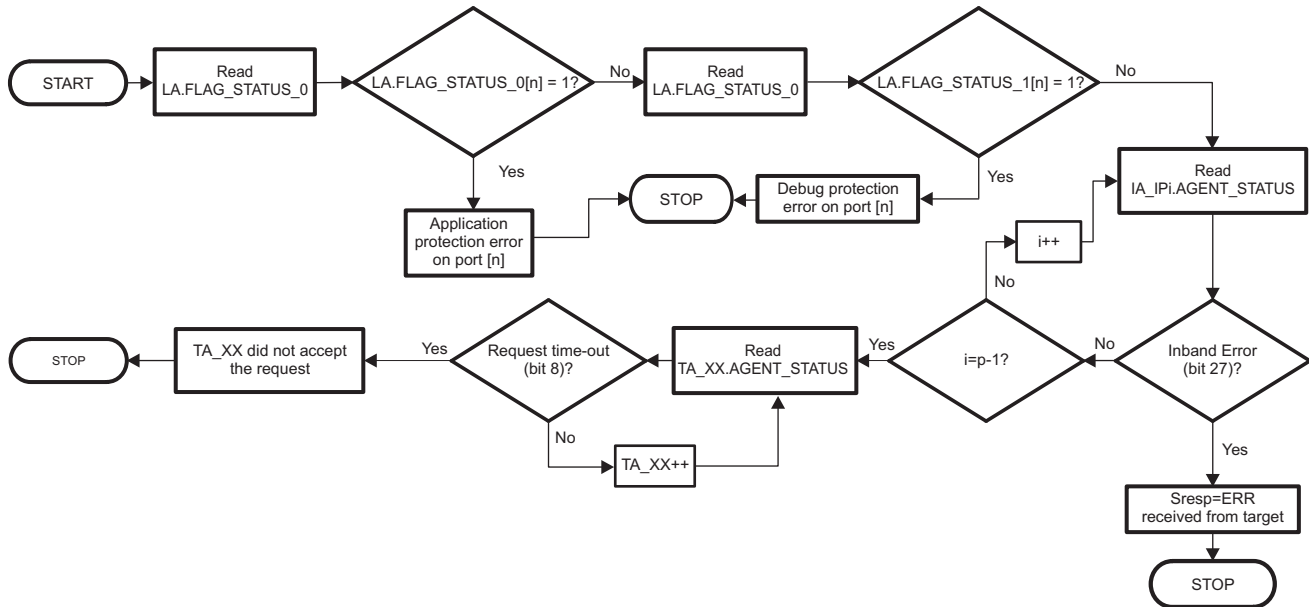 START
Read
LA.FLAG_STATUS_0
LA.FLAG_STATUS_0[n] = 1?
No
Read
LA.FLAG_STATUS_0
LA.FLAG_STATUS_1[n] = 1?
No
Yes
Yes
Application
protection error
on port [n]
STOP
Debug protection
error on port [n]
Read
IA_IPi.AGENT_STATUS
i++
No
STOP
TA_XX did not accept
the request
Yes
Request time-out
(bit 8)?
Read
TA_XX.AGENT_STATUS
Yes
i=p-1?
No
Inband Error
(bit 27)?
No
TA_XX++
Yes
Sresp=ERR
received from target
STOP